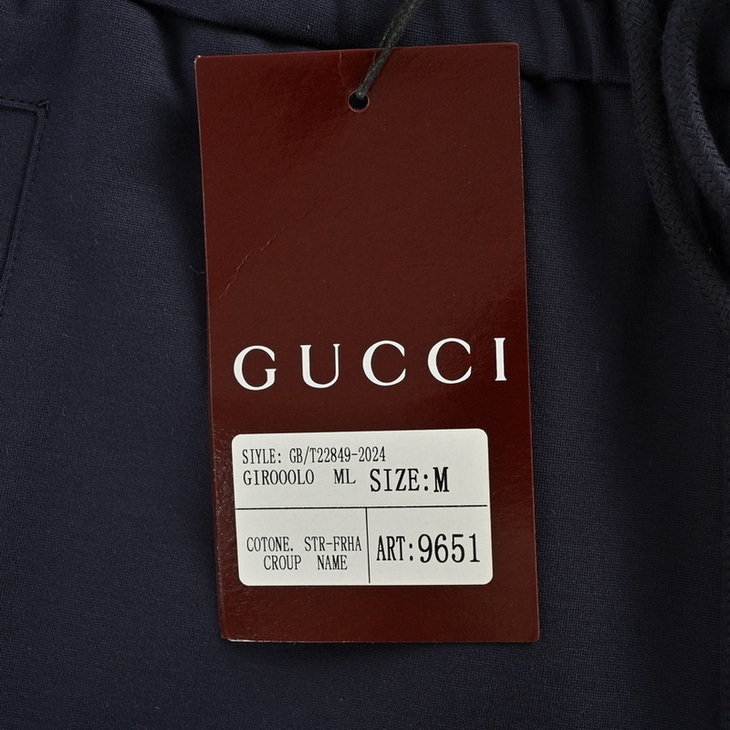 GUCCI
SIYLE: GB/T22849-2024
GIROOOLO ML SIZE:M
COTONE. STR-FRHA
CROUP NAME
ART:9651